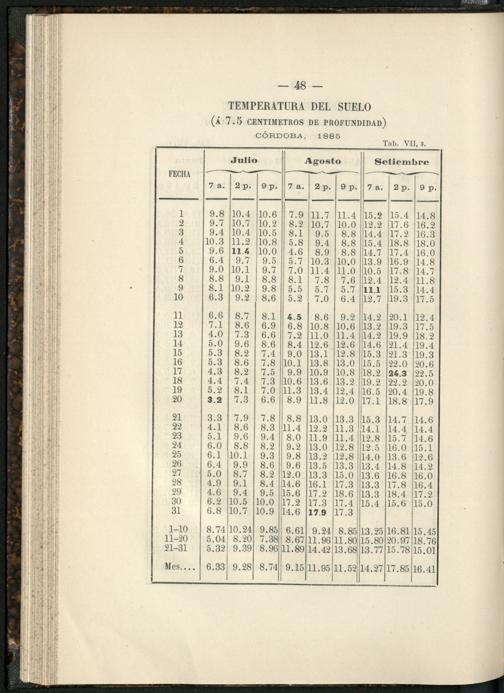 — 48 —
TEMPERATURA DEL SUELO
(Á 7.5 CENTIMETROS DE PROFUNDIDAD)
CÓRDOBA, 1885
Tab. VII, 3.
FECHA Julio Agosto Setiembre
7 a. 2 p. 9 p. 7 a. 2 p. 9 p. 7 a. 2 p. 9 p.
1 9.8 10.4 10.6 7.9 11.7 11.4 15.2 15.4 14.8
2 9.7 10.7 10.2 8.2 10.7 10.0 12.2 17.6 16.2
3 9.4 10.4 10.5 8.1 9.5 8.8 14.4 17.2 16.3
4 10.3 11.2 10.8 5.8 9.4 8.8 15.4 18.8 18.0
5 9.6 11.4 10.0 4.6 8.9 8.8 14.7 17.4 16.0
6 6.4 9.7 9.5 5.7 10.3 10.0 13.9 16.9 14.8
7 9.0 10.1 9.7 7.0 11.4 11.0 10.5 17.8 14.7
8 8.8 9.1 8.8 8.1 7.8 7.6 12.4 12.4 11.8
9 8.1 10.2 9.8 5.5 5.7 5.7 11.1 15.3 14.4
10 6.3 9.2 8.6 5.2 7.0 6.4 12.7 19.3 17.5
11 6.6 8.7 8.1 4.5 8.6 9.2 14.2 20.1 12.4
12 7.1 8.6 6.9 6.8 10.8 10.6 13.2 19.3 17.5
13 4.0 7.3 6.6 7.2 11.0 11.4 14.2 19.9 18.2
14 5.0 9.6 8.6 8.4 12.6 12.6 14.6 21.4 19.4
15 5.3 8.2 7.4 9.0 13.1 12.8 15.3 21.3 19.3
16 5.3 8.6 7.8 10.1 13.8 13.0 15.5 22.0 20.6
17 4.3 8.2 7.5 9.9 10.9 10.8 18.2 24.3 22.5
18 4.4 7.4 7.3 10.6 13.6 13.2 19.2 22.2 20.0
19 5.2 8.1 7.0 11.3 13.4 12.4 16.5 20.4 19.8
20 3.2 7.3 6.6 8.9 11.8 12.0 17.1 18.8 17.9
21 3.3 7.9 7.8 8.8 13.0 13.3 15.3 14.7 14.6
22 4.1 8.6 8.3 11.4 12.2 11.3 14.1 14.4 14.4
23 5.1 9.6 9.4 8.0 11.9 11.4 12.8 15.7 14.6
24 6.0 8.8 8.2 9.2 13.0 12.8 12.5 16.0 15.1
25 6.1 10.1 9.3 9.8 13.2 12.8 14.0 13.6 12.6
26 6.4 9.9 8.6 9.6 13.5 13.3 13.4 14.8 14.2
27 5.0 8.7 8.2 12.0 13.3 15.0 13.6 16.8 16.0
28 4.9 9.1 8.4 14.6 16.1 17.3 13.3 17.8 16.4
29 4.6 9.4 9.5 15.6 17.2 18.6 13.3 18.4 17.2
30 6.2 10.5 10.0 17.2 17.3 17.4 15.4 15.6 15.0
31 6.8 10.7 10.9 14.6 17.9 17.3
1-10 8.74 10.24 9.85 6.61 9.24 8.85 13.25 16.81 15.45
11-20 5.04 8.20 7.38 8.67 11.96 11.80 15.80 20.97 18.76
21-31 5.32 9.39 8.96 11.89 14.42 13.68 13.77 15.78 15.01
Mes.... 6.33 9.28 8.74 9.15 11.95 11.52 14.27 17.85 16.41